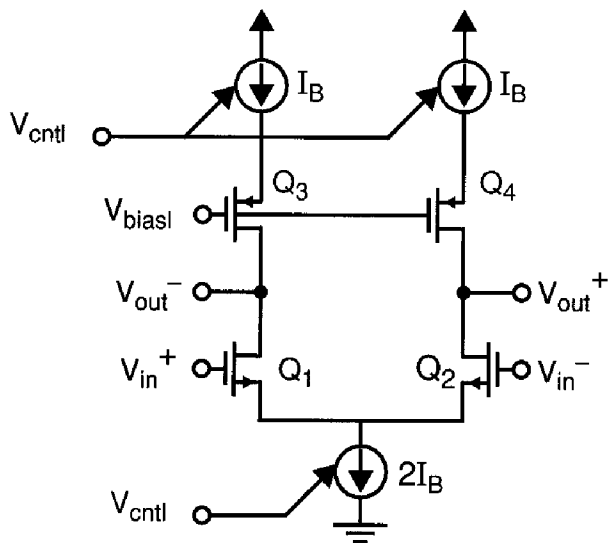 I_B I_B
V_cntl
Q_3 Q_4
V_biasl
V_out^- V_out^+
V_in^+ Q_1 Q_2 V_in^-
2I_B
V_cntl